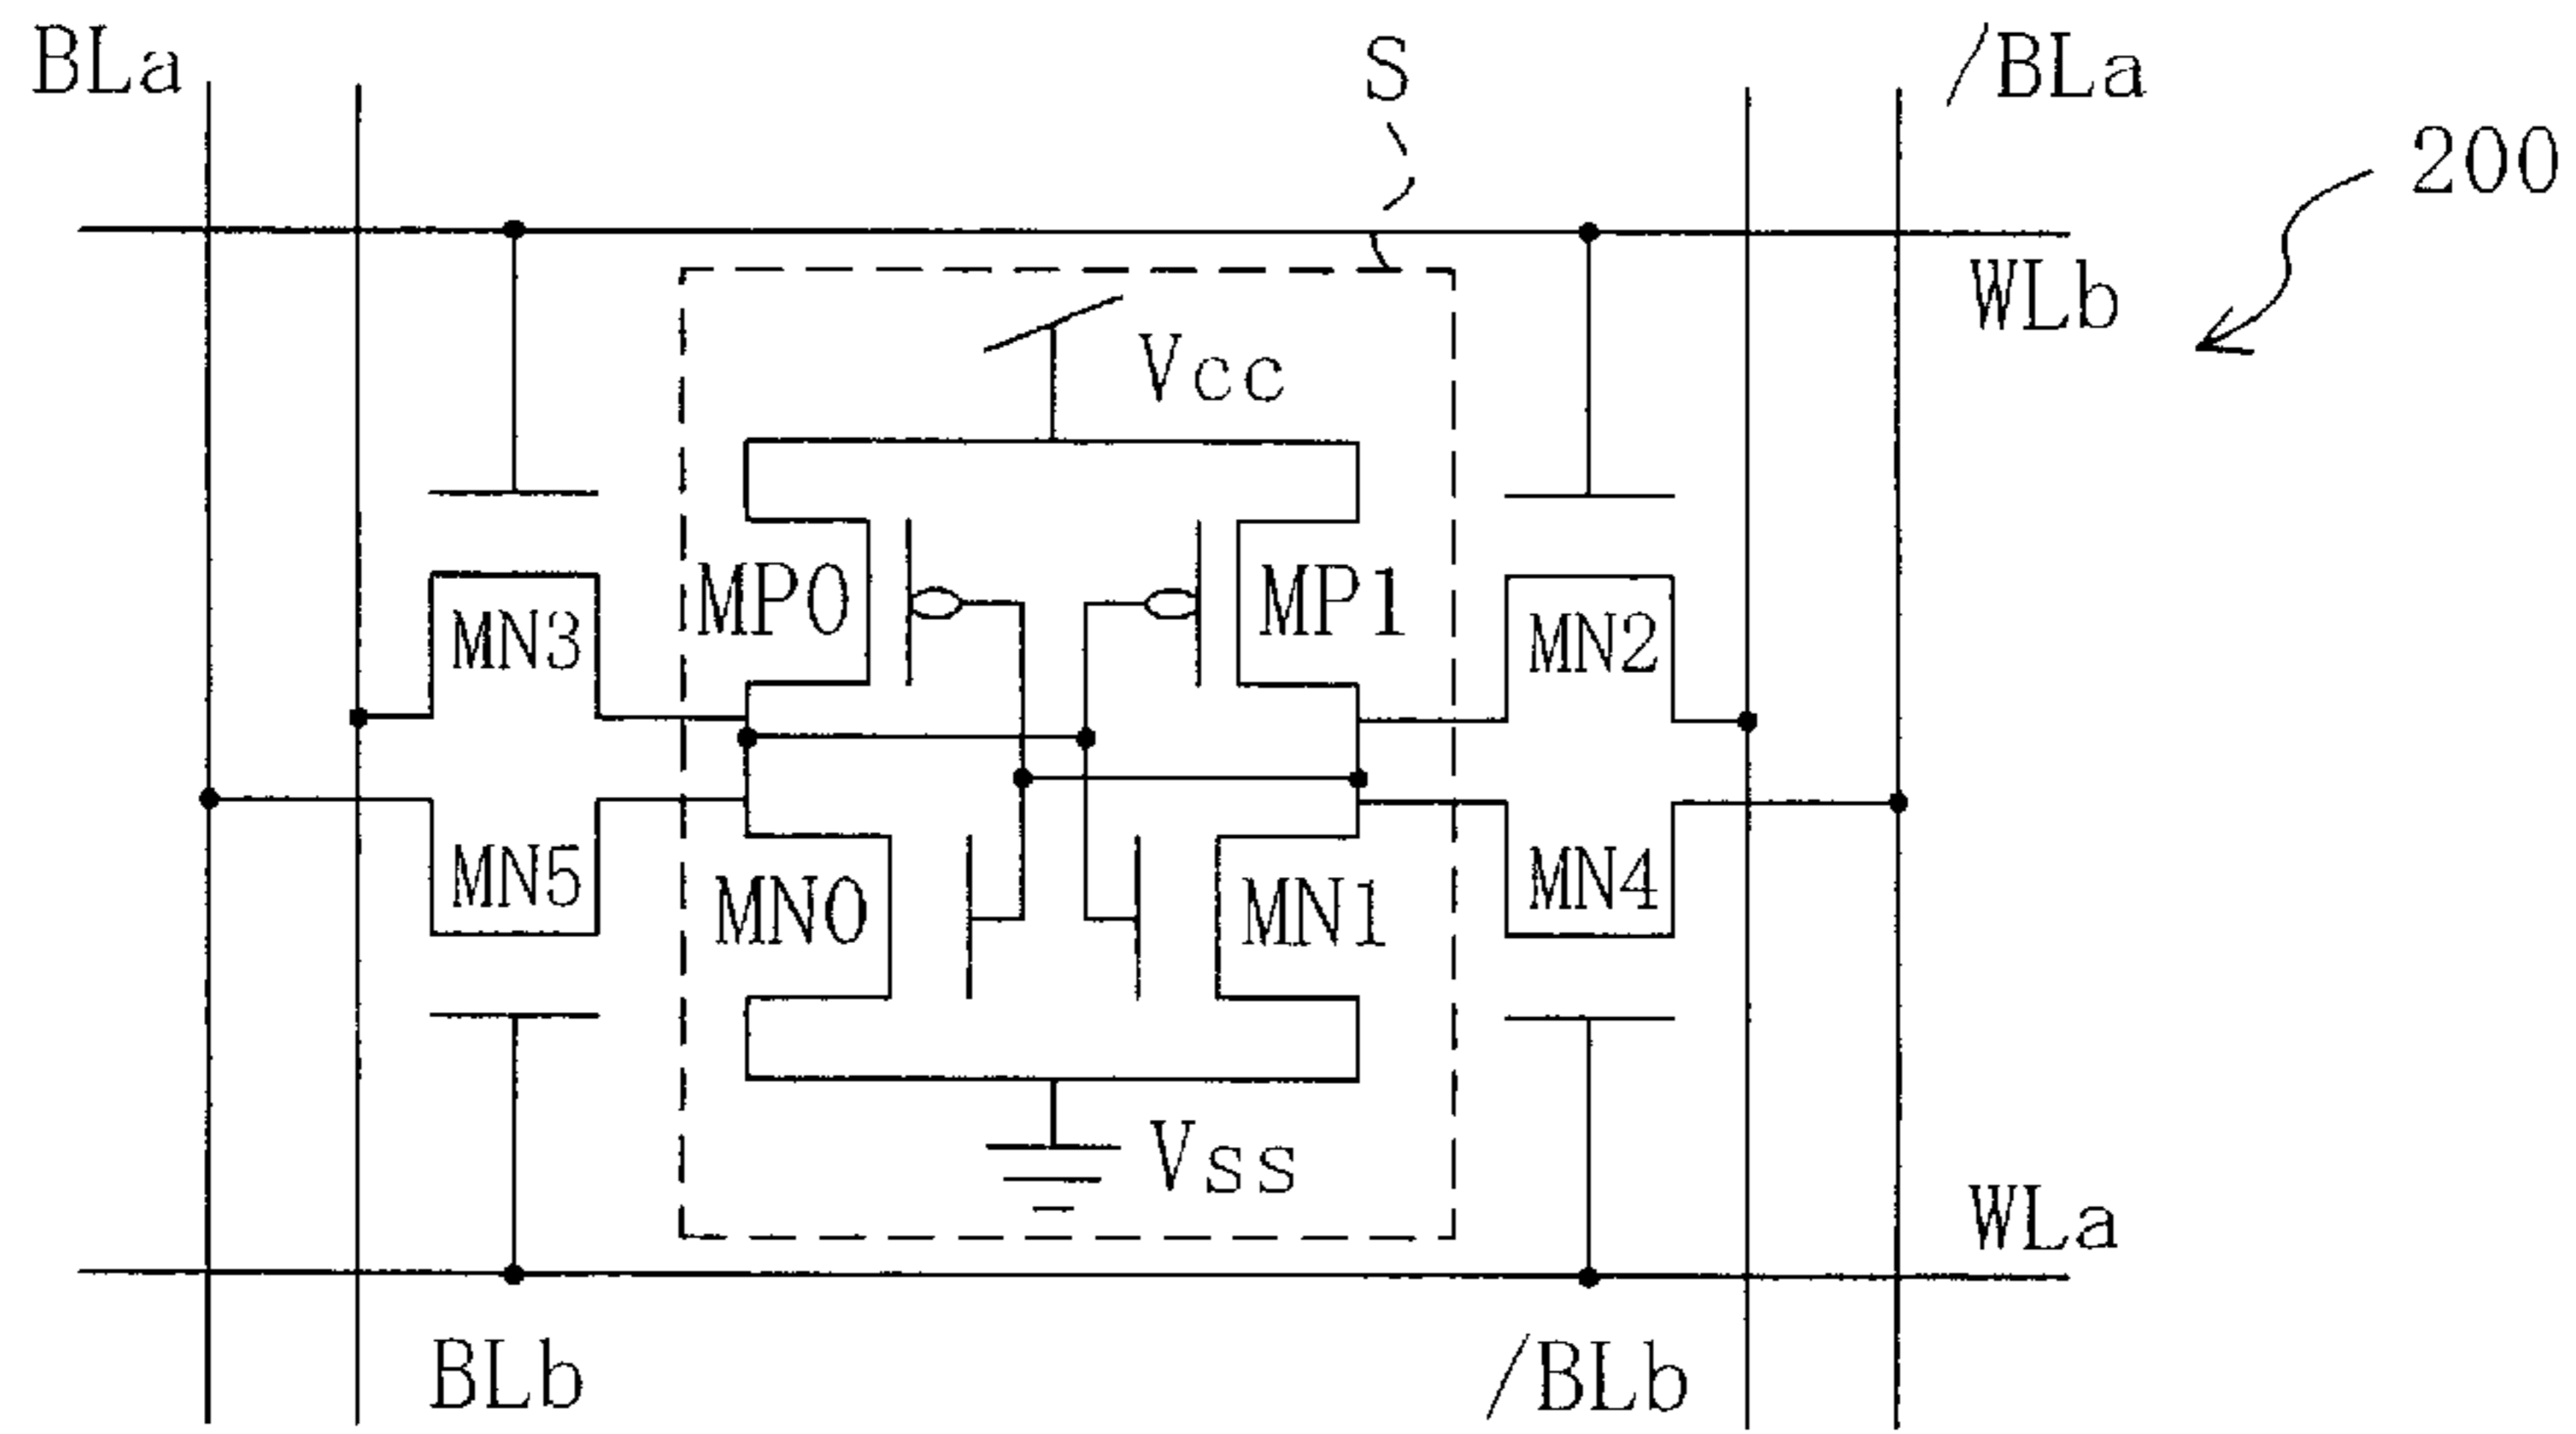 BLa
S
/BLa
200
WLb
Vcc
MP0
MP1
MN3
MN2
MN5
MN0
MN1
MN4
Vss
WLa
BLb
/BLb